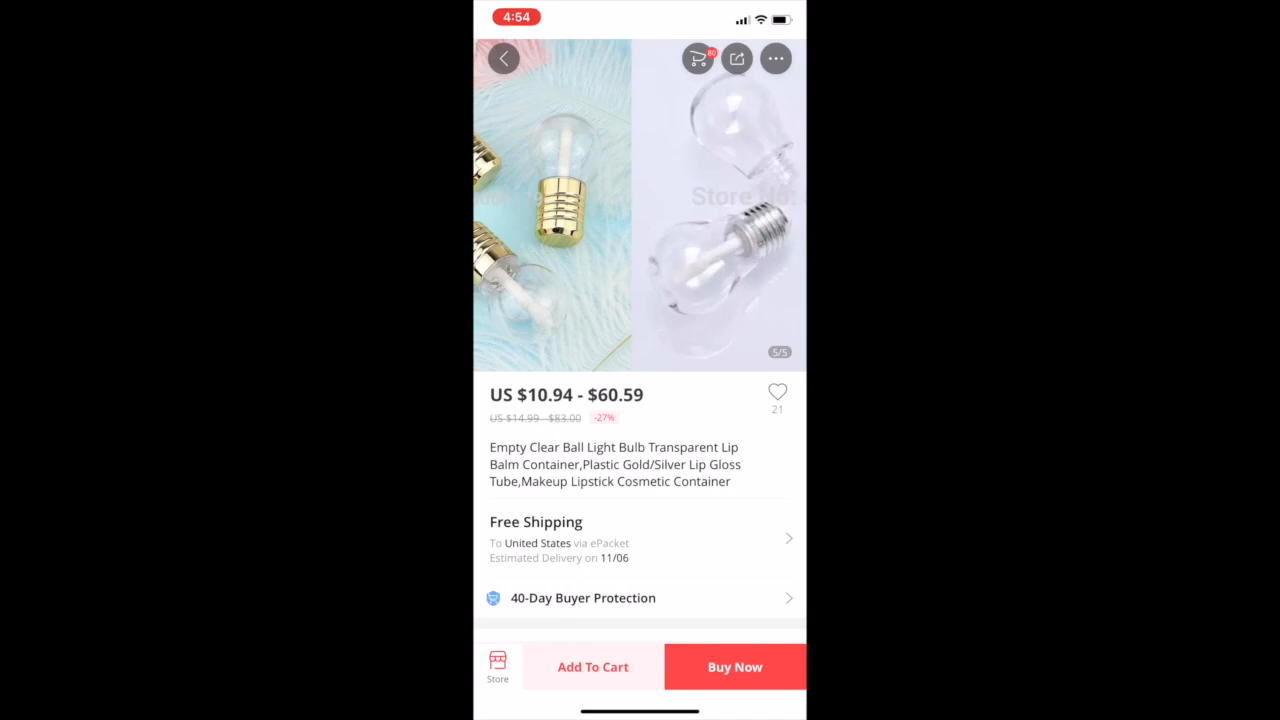 4:54
80
Store No:
5/5
US $10.94 - $60.59
US $14.99 - $83.00 -27%
21
Empty Clear Ball Light Bulb Transparent Lip
Balm Container,Plastic Gold/Silver Lip Gloss
Tube,Makeup Lipstick Cosmetic Container
Free Shipping
To United States via ePacket
Estimated Delivery on 11/06
40-Day Buyer Protection
Store
Add To Cart
Buy Now